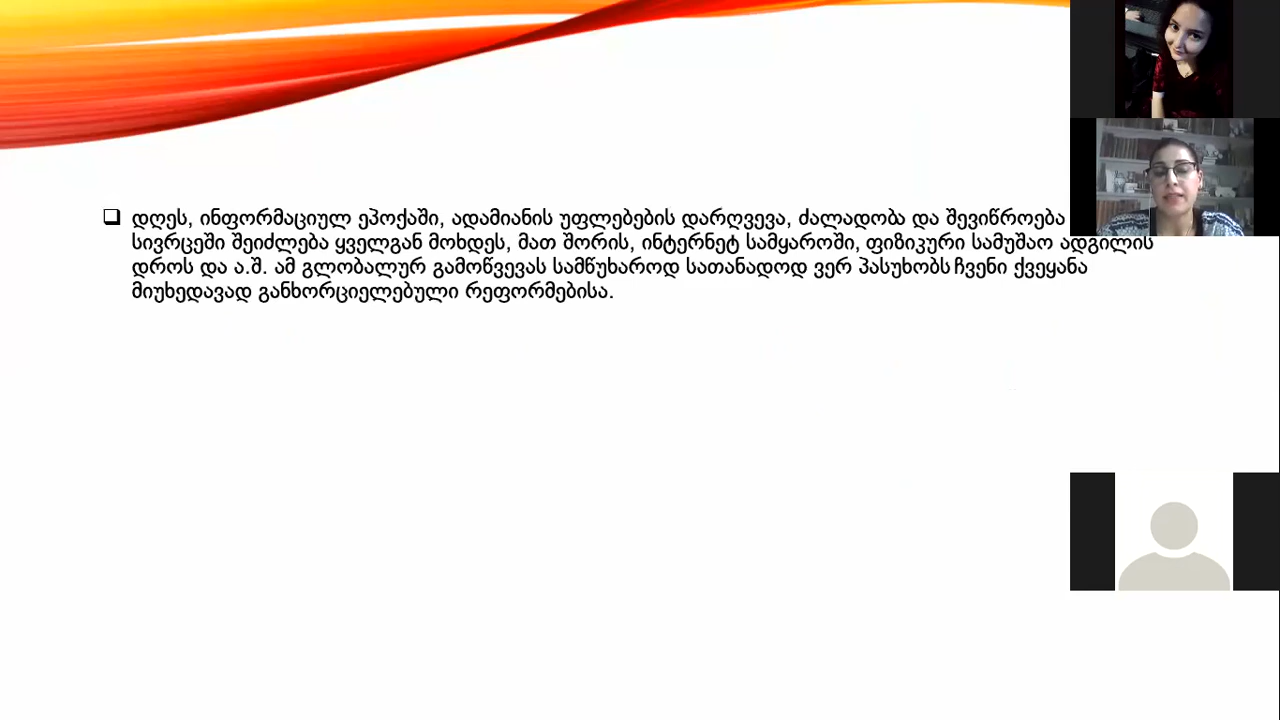 დღეს, ინფორმაციულ ეპოქაში, ადამიანის უფლებების დარღვევა, ძალადობა და შევიწროება
სივრცეში შეიძლება ყველგან მოხდეს, მათ შორის, ინტერნეტ სამყაროში, ფიზიკური სამუშაო ადგილის
დროს და ა.შ. ამ გლობალურ გამოწვევას სამწუხაროდ სათანადოდ ვერ პასუხობს ჩვენი ქვეყანა
მიუხედავად განხორციელებული რეფორმებისა.